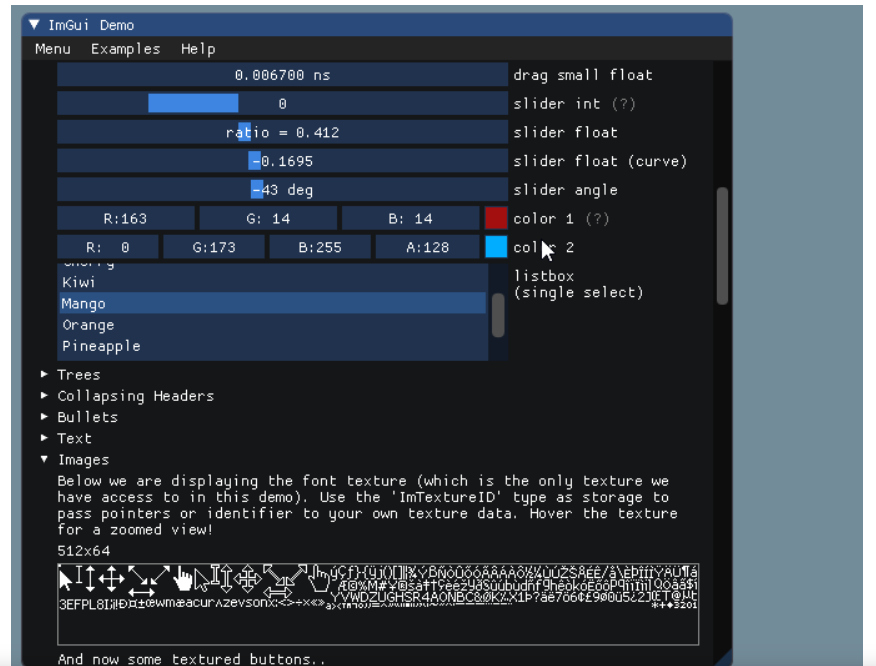 ImGui Demo
Menu Examples Help
0.006700 ns drag small float
0 slider int (?)
ratio = 0.412 slider float
-0.1695 slider float (curve)
-43 deg slider angle
R:163 G: 14 B: 14 color 1 (?)
R: 0 G:173 B:255 A:128 color 2
Kiwi
listbox
(single select)
Mango
Orange
Pineapple
Trees
Collapsing Headers
Bullets
Text
Images
Below we are displaying the font texture (which is the only texture we
have access to in this demo). Use the 'ImTextureID' type as storage to
pass pointers or identifier to your own texture data. Hover the texture
for a zoomed view!
512x64
And now some textured buttons..